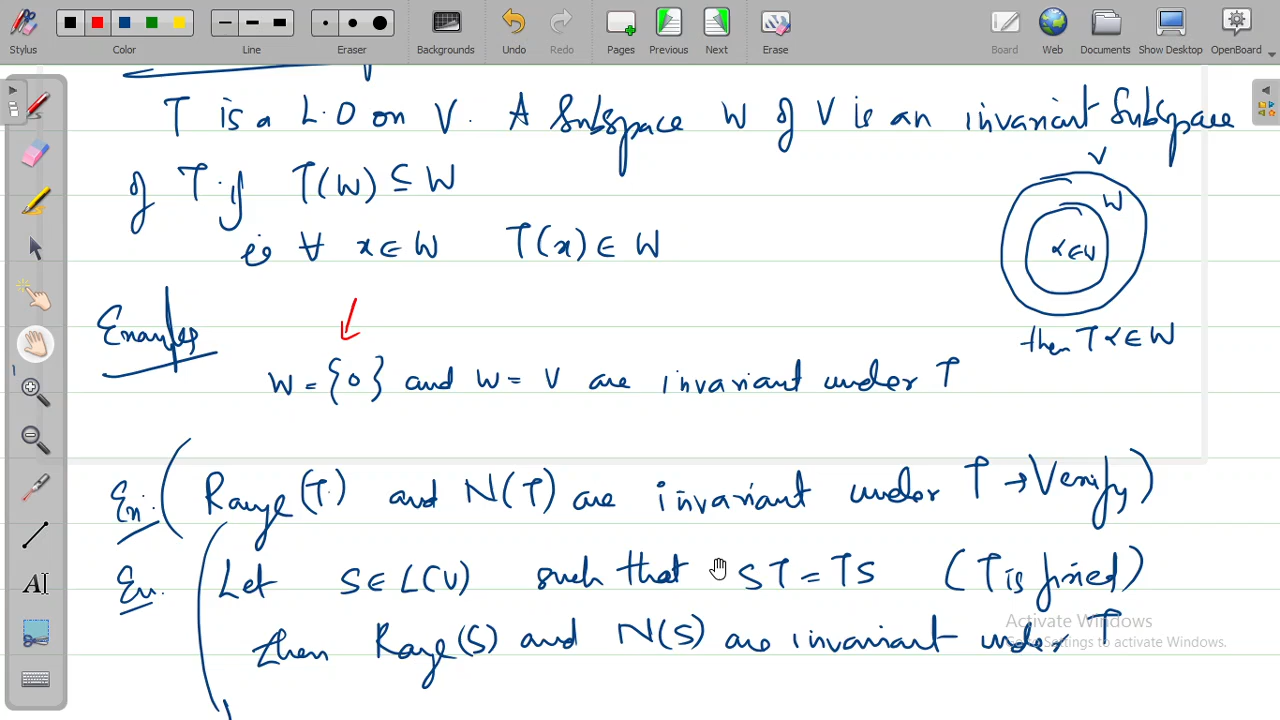 Stylus
Color
Line
Eraser
Backgrounds
Undo
Redo
Pages
Previous
Next
Erase
Board
Web
Documents
Show Desktop
OpenBoard
T is a L.O on V. A Subspace W of V is an invariant Subspace
of T if T(W) ⊆ W
ie ∀ x ∈ W T(x) ∈ W
V
W
α∈W
then Tα ∈ W
Examples
W = {0} and W = V are invariant under T
Ex: ( Range (T) and N(T) are invariant under T → Verify )
Ex. ( Let S ∈ L(V) such that ST = TS (T is fixed)
then Range(S) and N(S) are invariant under T
Activate Windows
Go to Settings to activate Windows.